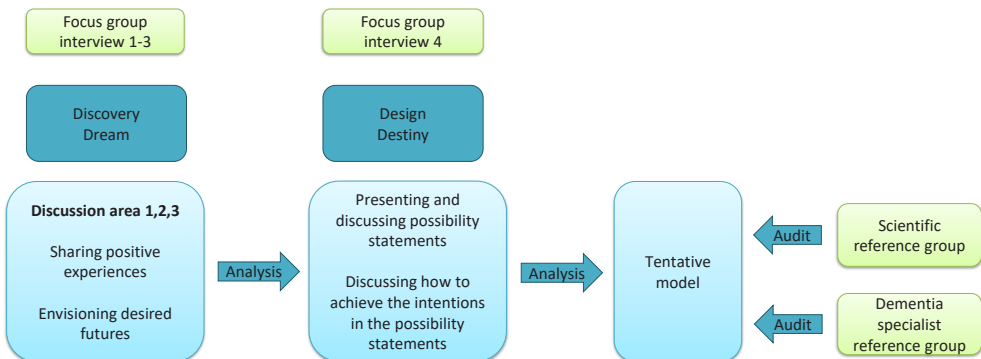 Focus group
interview 1-3
Focus group
interview 4
Discovery
Dream
Design
Destiny
Discussion area 1,2,3
Sharing positive
experiences
Envisioning desired
futures
Analysis
Presenting and
discussing possibility
statements
Discussing how to
achieve the intentions
in the possibility
statements
Analysis
Tentative
model
Audit
Scientific
reference group
Audit
Dementia
specialist
reference group